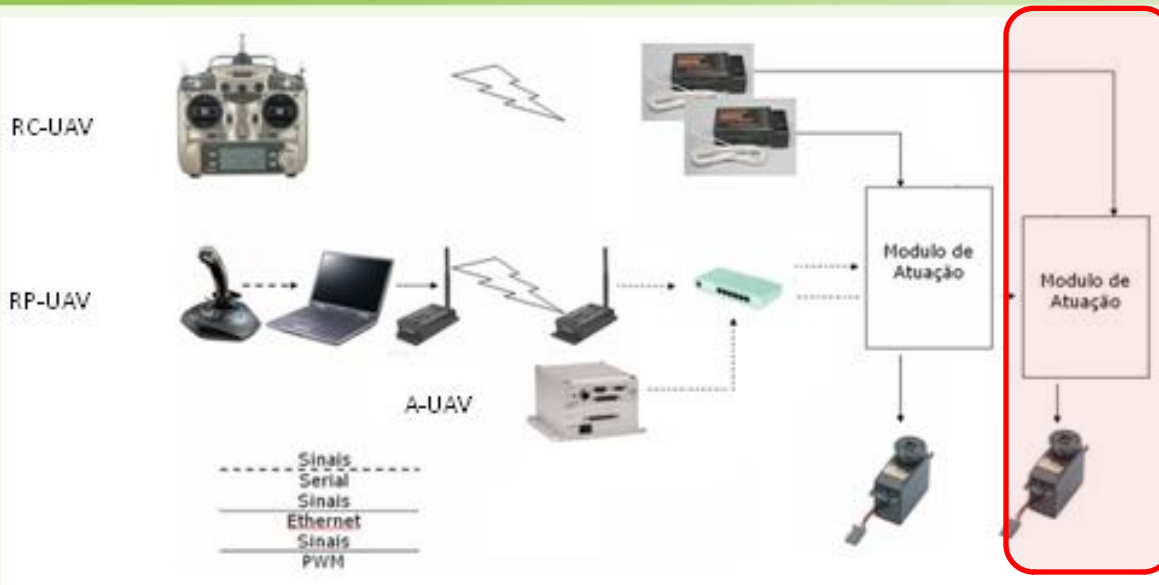 RC-UAV
Modulo de
Atuação
Modulo de
Atuação
RP-UAV
A-UAV
Sinais
Serial
Sinais
Ethernet
Sinais
PWM